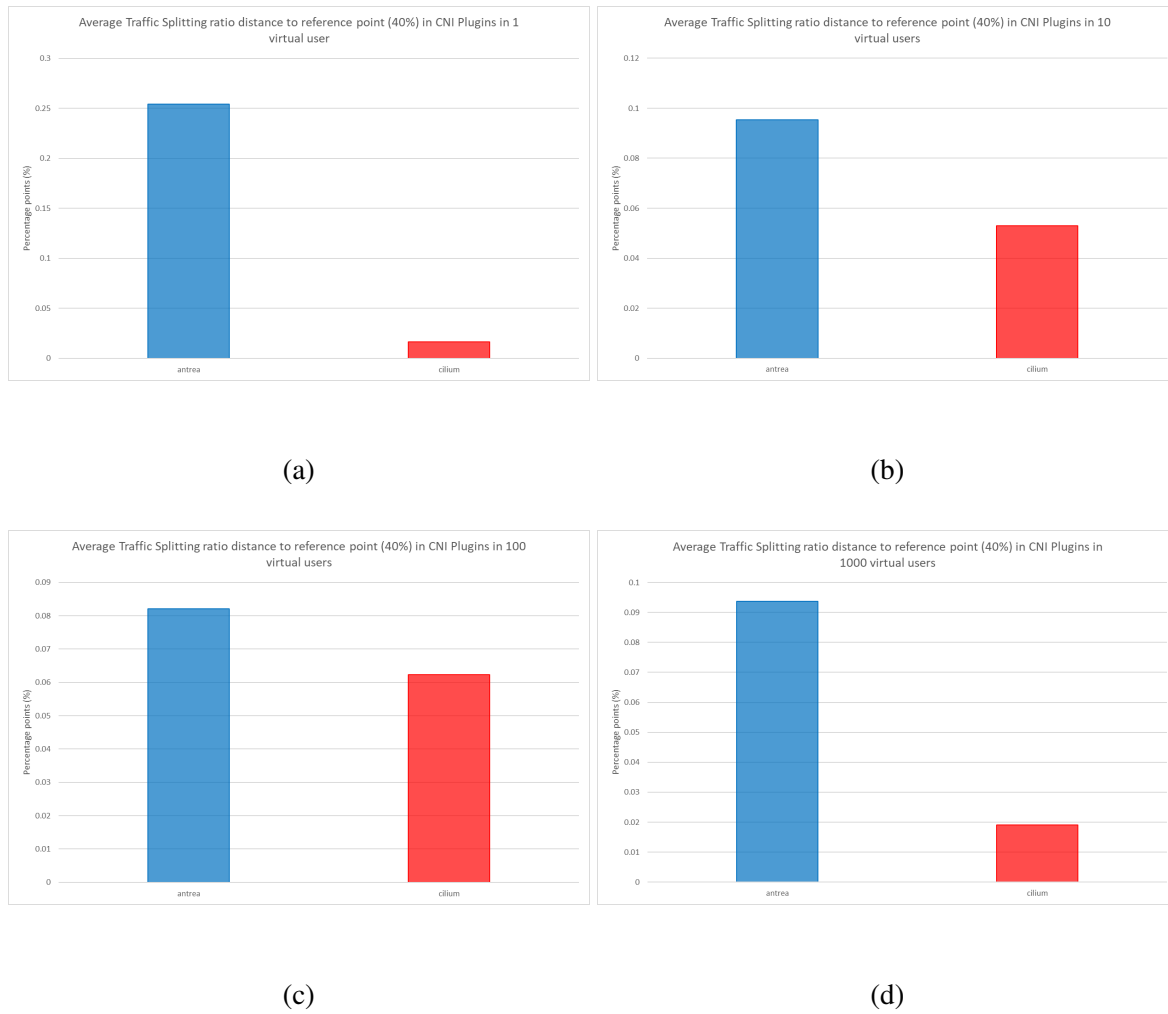 Average Traffic Splitting ratio distance to reference point (40%) in CNI Plugins in 1
virtual user
Percentage points (%)
0.3
0.25
0.2
0.15
0.1
0.05
0
antrea
cilium
(a)
Average Traffic Splitting ratio distance to reference point (40%) in CNI Plugins in 10
virtual users
Percentage points (%)
0.12
0.1
0.08
0.06
0.04
0.02
0
antrea
cilium
(b)
Average Traffic Splitting ratio distance to reference point (40%) in CNI Plugins in 100
virtual users
Percentage points (%)
0.09
0.08
0.07
0.06
0.05
0.04
0.03
0.02
0.01
0
antrea
cilium
(c)
Average Traffic Splitting ratio distance to reference point (40%) in CNI Plugins in
1000 virtual users
Percentage points (%)
0.1
0.09
0.08
0.07
0.06
0.05
0.04
0.03
0.02
0.01
0
antrea
cilium
(d)